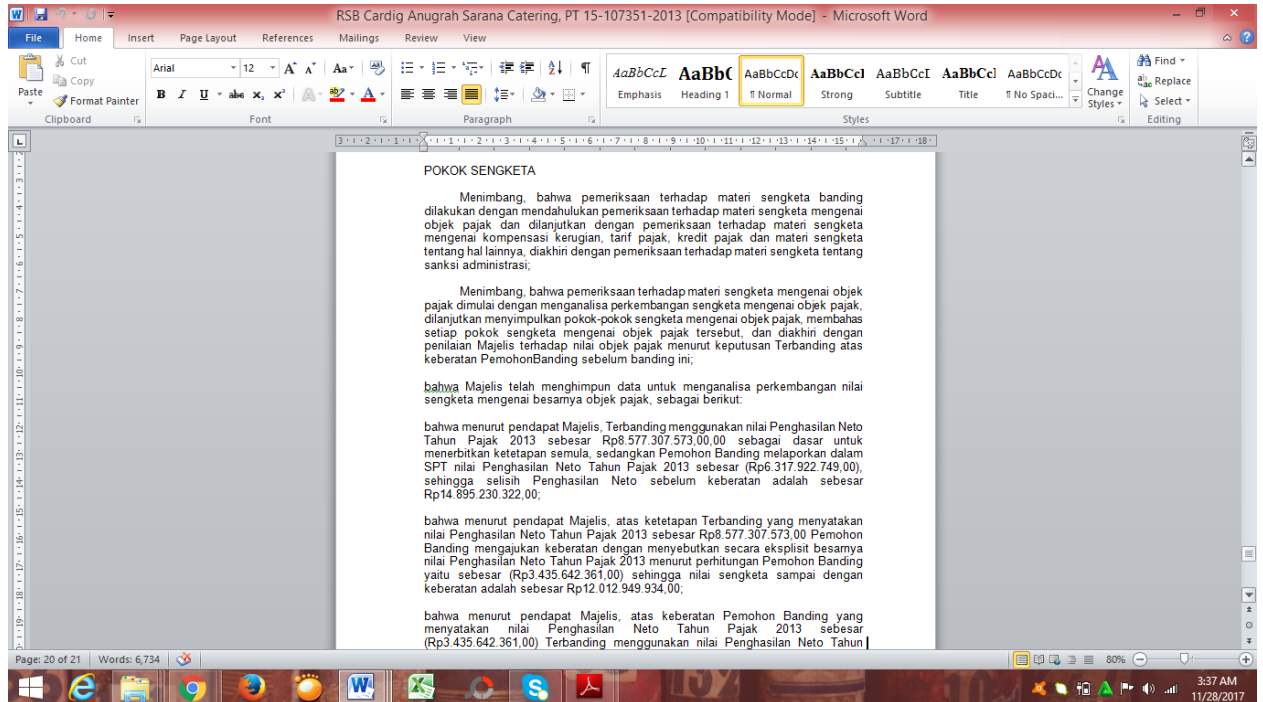 RSB Cardig Anugrah Sarana Catering, PT 15-107351-2013 [Compatibility Mode] - Microsoft Word
File Home Insert Page Layout References Mailings Review View
Paste
Cut
Copy
Format Painter
Clipboard
Arial 12
Font
Paragraph
AaBbCcL AaBb( AaBbCcDc AaBbCcI AaBbCcI AaBbCcI AaBbCcDc
Emphasis Heading 1 ¶ Normal Strong Subtitle Title ¶ No Spaci...
Change
Styles
Styles
Find
Replace
Select
Editing
POKOK SENGKETA
Menimbang, bahwa pemeriksaan terhadap materi sengketa banding
dilakukan dengan mendahulukan pemeriksaan terhadap materi sengketa mengenai
objek pajak dan dilanjutkan dengan pemeriksaan terhadap materi sengketa
mengenai kompensasi kerugian, tarif pajak, kredit pajak dan materi sengketa
tentang hal lainnya, diakhiri dengan pemeriksaan terhadap materi sengketa tentang
sanksi administrasi;
Menimbang, bahwa pemeriksaan terhadap materi sengketa mengenai objek
pajak dimulai dengan menganalisa perkembangan sengketa mengenai objek pajak,
dilanjutkan menyimpulkan pokok-pokok sengketa mengenai objek pajak, membahas
setiap pokok sengketa mengenai objek pajak tersebut, dan diakhiri dengan
penilaian Majelis terhadap nilai objek pajak menurut keputusan Terbanding atas
keberatan PemohonBanding sebelum banding ini;
bahwa Majelis telah menghimpun data untuk menganalisa perkembangan nilai
sengketa mengenai besarnya objek pajak, sebagai berikut:
bahwa menurut pendapat Majelis, Terbanding menggunakan nilai Penghasilan Neto
Tahun Pajak 2013 sebesar Rp8.577.307.573,00,00 sebagai dasar untuk
menerbitkan ketetapan semula, sedangkan Pemohon Banding melaporkan dalam
SPT nilai Penghasilan Neto Tahun Pajak 2013 sebesar (Rp6.317.922.749,00),
sehingga selisih Penghasilan Neto sebelum keberatan adalah sebesar
Rp14.895.230.322,00;
bahwa menurut pendapat Majelis, atas ketetapan Terbanding yang menyatakan
nilai Penghasilan Neto Tahun Pajak 2013 sebesar Rp8.577.307.573,00 Pemohon
Banding mengajukan keberatan dengan menyebutkan secara eksplisit besarnya
nilai Penghasilan Neto Tahun Pajak 2013 menurut perhitungan Pemohon Banding
yaitu sebesar (Rp3.435.642.361,00) sehingga nilai sengketa sampai dengan
keberatan adalah sebesar Rp12.012.949.934,00;
bahwa menurut pendapat Majelis, atas keberatan Pemohon Banding yang
menyatakan nilai Penghasilan Neto Tahun Pajak 2013 sebesar
(Rp3.435.642.361,00) Terbanding menggunakan nilai Penghasilan Neto Tahun
Page: 20 of 21 Words: 6,734 80%
3:37 AM
11/28/2017